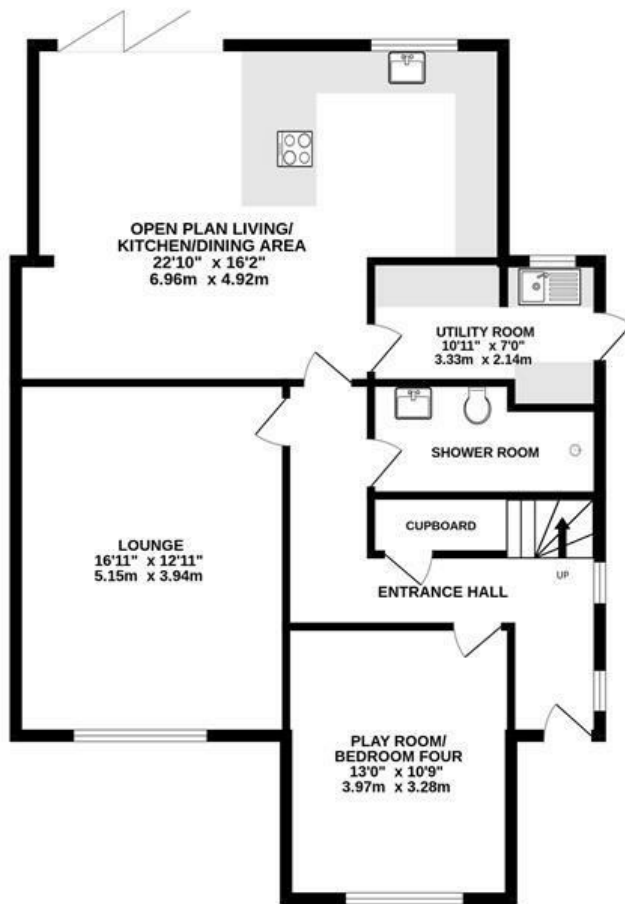 OPEN PLAN LIVING/
KITCHEN/DINING AREA
22'10" x 16'2"
6.96m x 4.92m
UTILITY ROOM
10'11" x 7'0"
3.33m x 2.14m
SHOWER ROOM
CUPBOARD
LOUNGE
16'11" x 12'11"
5.15m x 3.94m
UP
ENTRANCE HALL
PLAY ROOM/
BEDROOM FOUR
13'0" x 10'9"
3.97m x 3.28m